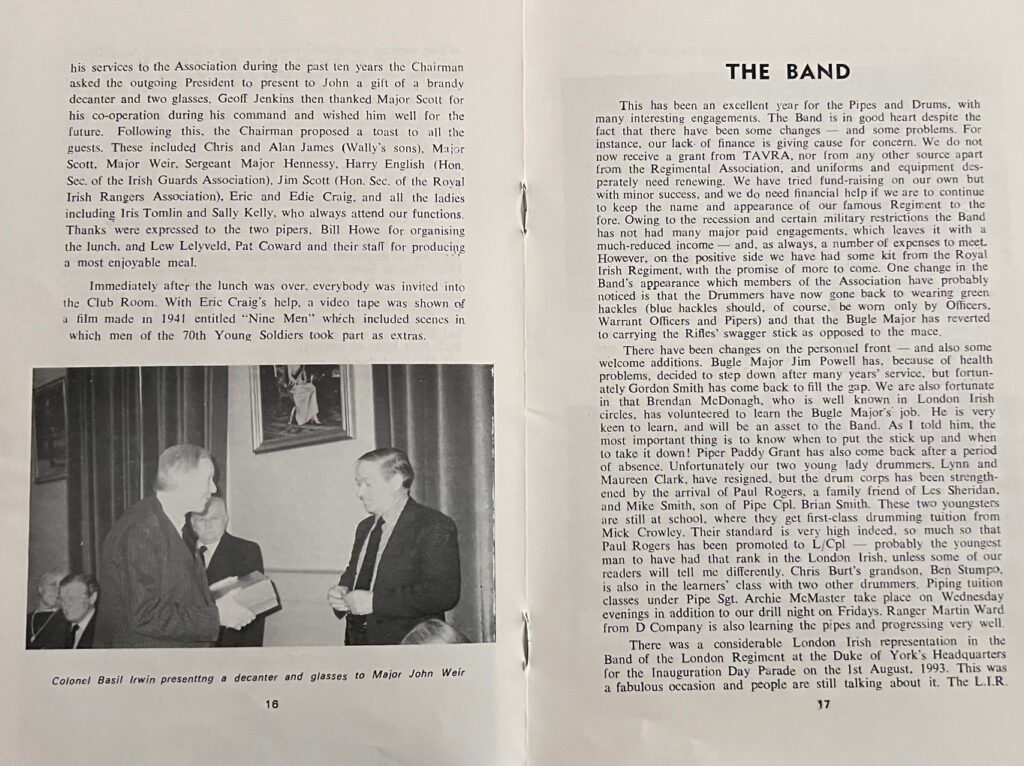 his services to the Association during the past ten years the Chairman
asked the outgoing President to present to John a gift of a brandy
decanter and two glasses. Geoff Jenkins then thanked Major Scott for
his co-operation during his command and wished him well for the
future. Following this, the Chairman proposed a toast to all the
guests. These included Chris and Alan James (Wally's sons), Major
Scott, Major Weir, Sergeant Major Hennessy, Harry English (Hon.
Sec. of the Irish Guards Association), Jim Scott (Hon. Sec. of the Royal
Irish Rangers Association), Eric and Edie Craig, and all the ladies
including Iris Tomlin and Sally Kelly, who always attend our functions.
Thanks were expressed to the two pipers, Bill Howe for organising
the lunch, and Lew Lelyveld, Pat Coward and their staff for producing
a most enjoyable meal.
Immediately after the lunch was over, everybody was invited into
the Club Room. With Eric Craig's help, a video tape was shown of
a film made in 1941 entitled "Nine Men" which included scenes in
which men of the 70th Young Soldiers took part as extras.
Colonel Basil Irwin presenttng a decanter and glasses to Major John Weir
16
THE BAND
This has been an excellent year for the Pipes and Drums, with
many interesting engagements. The Band is in good heart despite the
fact that there have been some changes — and some problems. For
instance, our lack of finance is giving cause for concern. We do not
now receive a grant from TAVRA, nor from any other source apart
from the Regimental Association, and uniforms and equipment des-
perately need renewing. We have tried fund-raising on our own but
with minor success, and we do need financial help if we are to continue
to keep the name and appearance of our famous Regiment to the
fore. Owing to the recession and certain military restrictions the Band
has not had many major paid engagements, which leaves it with a
much-reduced income — and, as always, a number of expenses to meet.
However, on the positive side we have had some kit from the Royal
Irish Regiment, with the promise of more to come. One change in the
Band's appearance which members of the Association have probably
noticed is that the Drummers have now gone back to wearing green
hackles (blue hackles should, of course, be worn only by Officers,
Warrant Officers and Pipers) and that the Bugle Major has reverted
to carrying the Rifles' swagger stick as opposed to the mace.
There have been changes on the personnel front — and also some
welcome additions. Bugle Major Jim Powell has, because of health
problems, decided to step down after many years' service, but fortun-
ately Gordon Smith has come back to fill the gap. We are also fortunate
in that Brendan McDonagh, who is well known in London Irish
circles, has volunteered to learn the Bugle Major's job. He is very
keen to learn, and will be an asset to the Band. As I told him, the
most important thing is to know when to put the stick up and when
to take it down! Piper Paddy Grant has also come back after a period
of absence. Unfortunately our two young lady drummers, Lynn and
Maureen Clark, have resigned, but the drum corps has been strength-
ened by the arrival of Paul Rogers, a family friend of Les Sheridan,
and Mike Smith, son of Pipe Cpl. Brian Smith. These two youngsters
are still at school, where they get first-class drumming tuition from
Mick Crowley. Their standard is very high indeed, so much so that
Paul Rogers has been promoted to L/Cpl — probably the youngest
man to have had that rank in the London Irish, unless some of our
readers will tell me differently. Chris Burt's grandson, Ben Stumpo,
is also in the learners' class with two other drummers. Piping tuition
classes under Pipe Sgt. Archie McMaster take place on Wednesday
evenings in addition to our drill night on Fridays. Ranger Martin Ward
from D Company is also learning the pipes and progressing very well.
There was a considerable London Irish representation in the
Band of the London Regiment at the Duke of York's Headquarters
for the Inauguration Day Parade on the 1st August, 1993. This was
a fabulous occasion and people are still talking about it. The L.I.R.
17